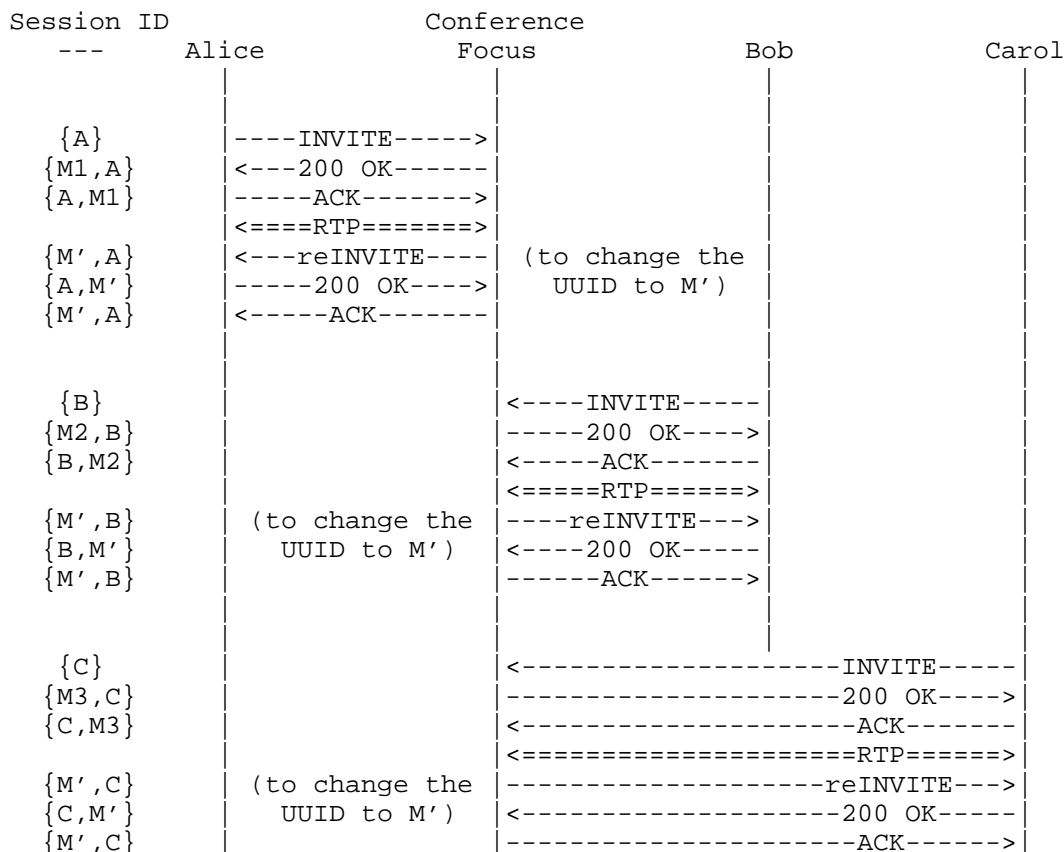 Session ID                Conference
   ---      Alice            Focus             Bob              Carol
              |                |                |                |
              |                |                |                |
   {A}        |----INVITE----->|                |                |
  {M1,A}      |<---200 OK------|                |                |
  {A,M1}      |-----ACK------->|                |                |
              |<====RTP=======>|                |                |
  {M',A}      |<---reINVITE----| (to change the |                |
  {A,M'}      |-----200 OK---->|   UUID to M')  |                |
  {M',A}      |<-----ACK-------|                |                |
              |                |                |                |
              |                |                |                |
   {B}        |                |<----INVITE-----|                |
  {M2,B}      |                |-----200 OK---->|                |
  {B,M2}      |                |<-----ACK-------|                |
              |                |<=====RTP======>|                |
  {M',B}      | (to change the |----reINVITE--->|                |
  {B,M'}      |   UUID to M')  |<----200 OK-----|                |
  {M',B}      |                |------ACK------>|                |
              |                |                |                |
              |                |                |                |
   {C}        |                |<--------------------INVITE-----|
  {M3,C}      |                |---------------------200 OK---->|
  {C,M3}      |                |<---------------------ACK-------|
              |                |<=====================RTP======>|
  {M',C}      | (to change the |--------------------reINVITE--->|
  {C,M'}      |   UUID to M')  |<--------------------200 OK-----|
  {M',C}      |                |----------------------ACK------>|